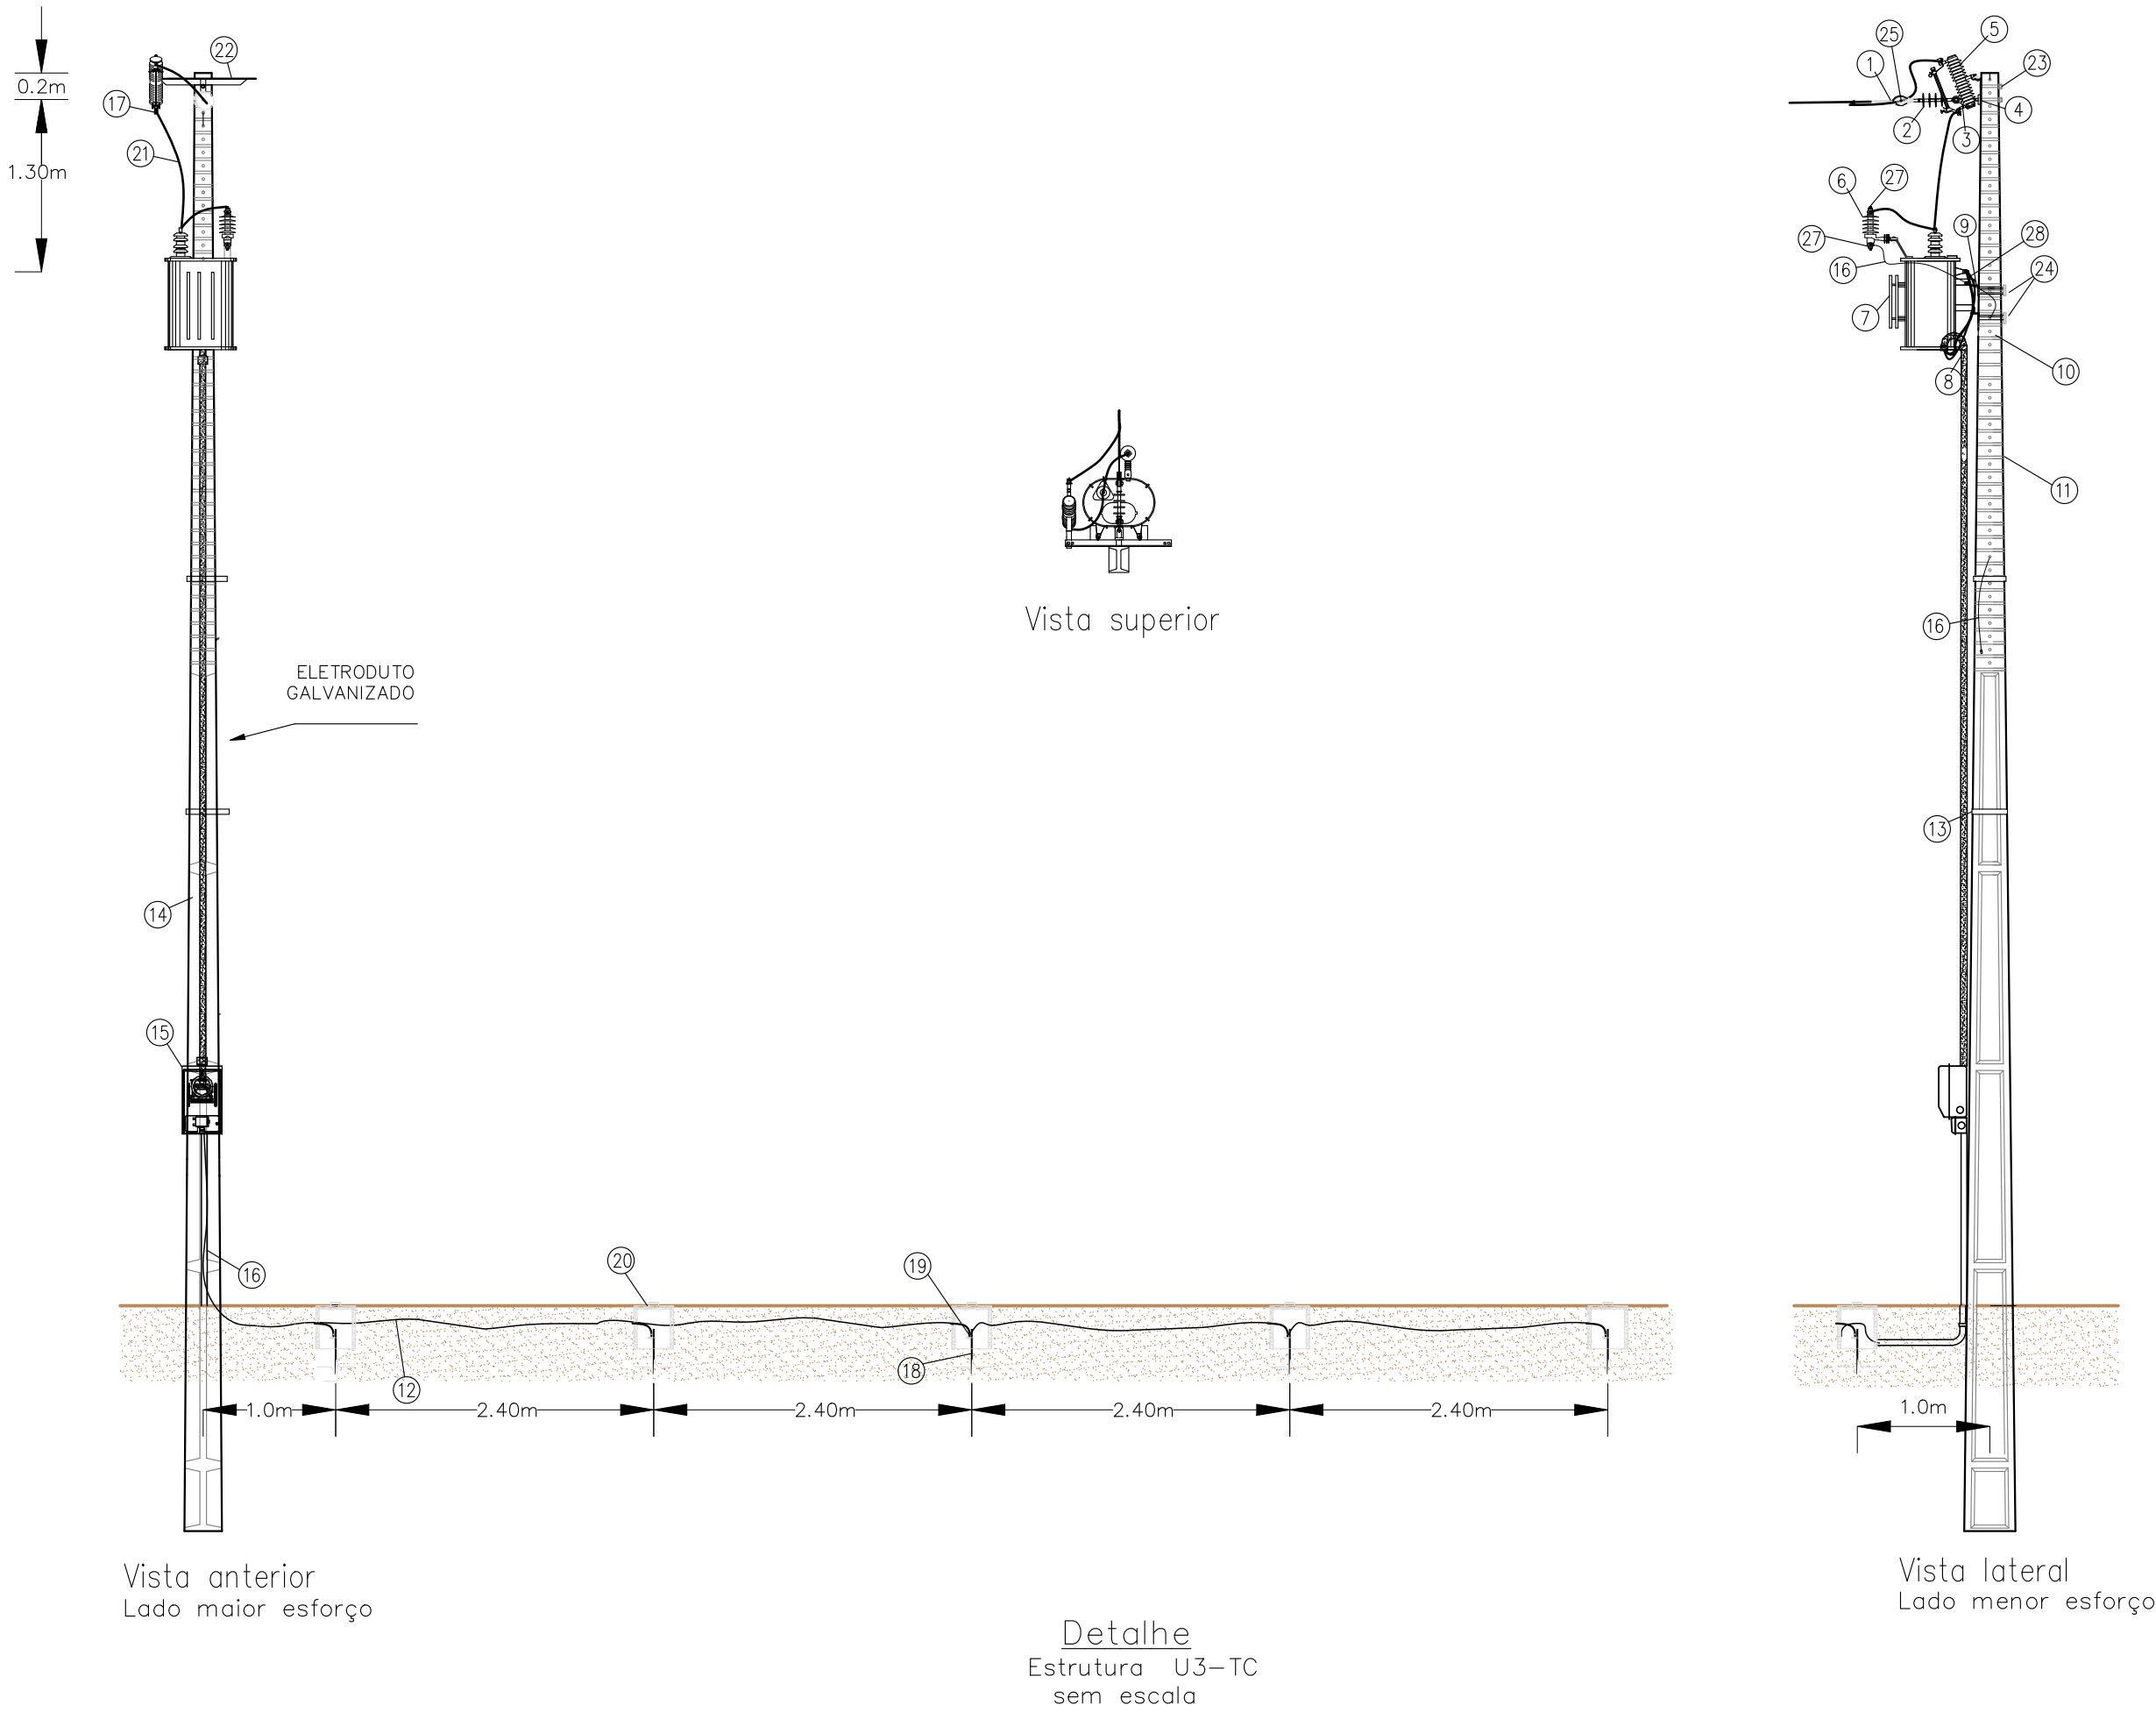 22
0.2m
17
21
1.30m
25
5
1
23
2
3
4
6
27
9
28
27
16
24
7
8
10
11
Vista superior
16
ELETRODUTO
GALVANIZADO
13
14
15
16
20
19
12
18
1.0m
2.40m
2.40m
2.40m
2.40m
1.0m
Vista anterior
Lado maior esforço
Vista lateral
Lado menor esforço
Detalhe
Estrutura U3-TC
sem escala